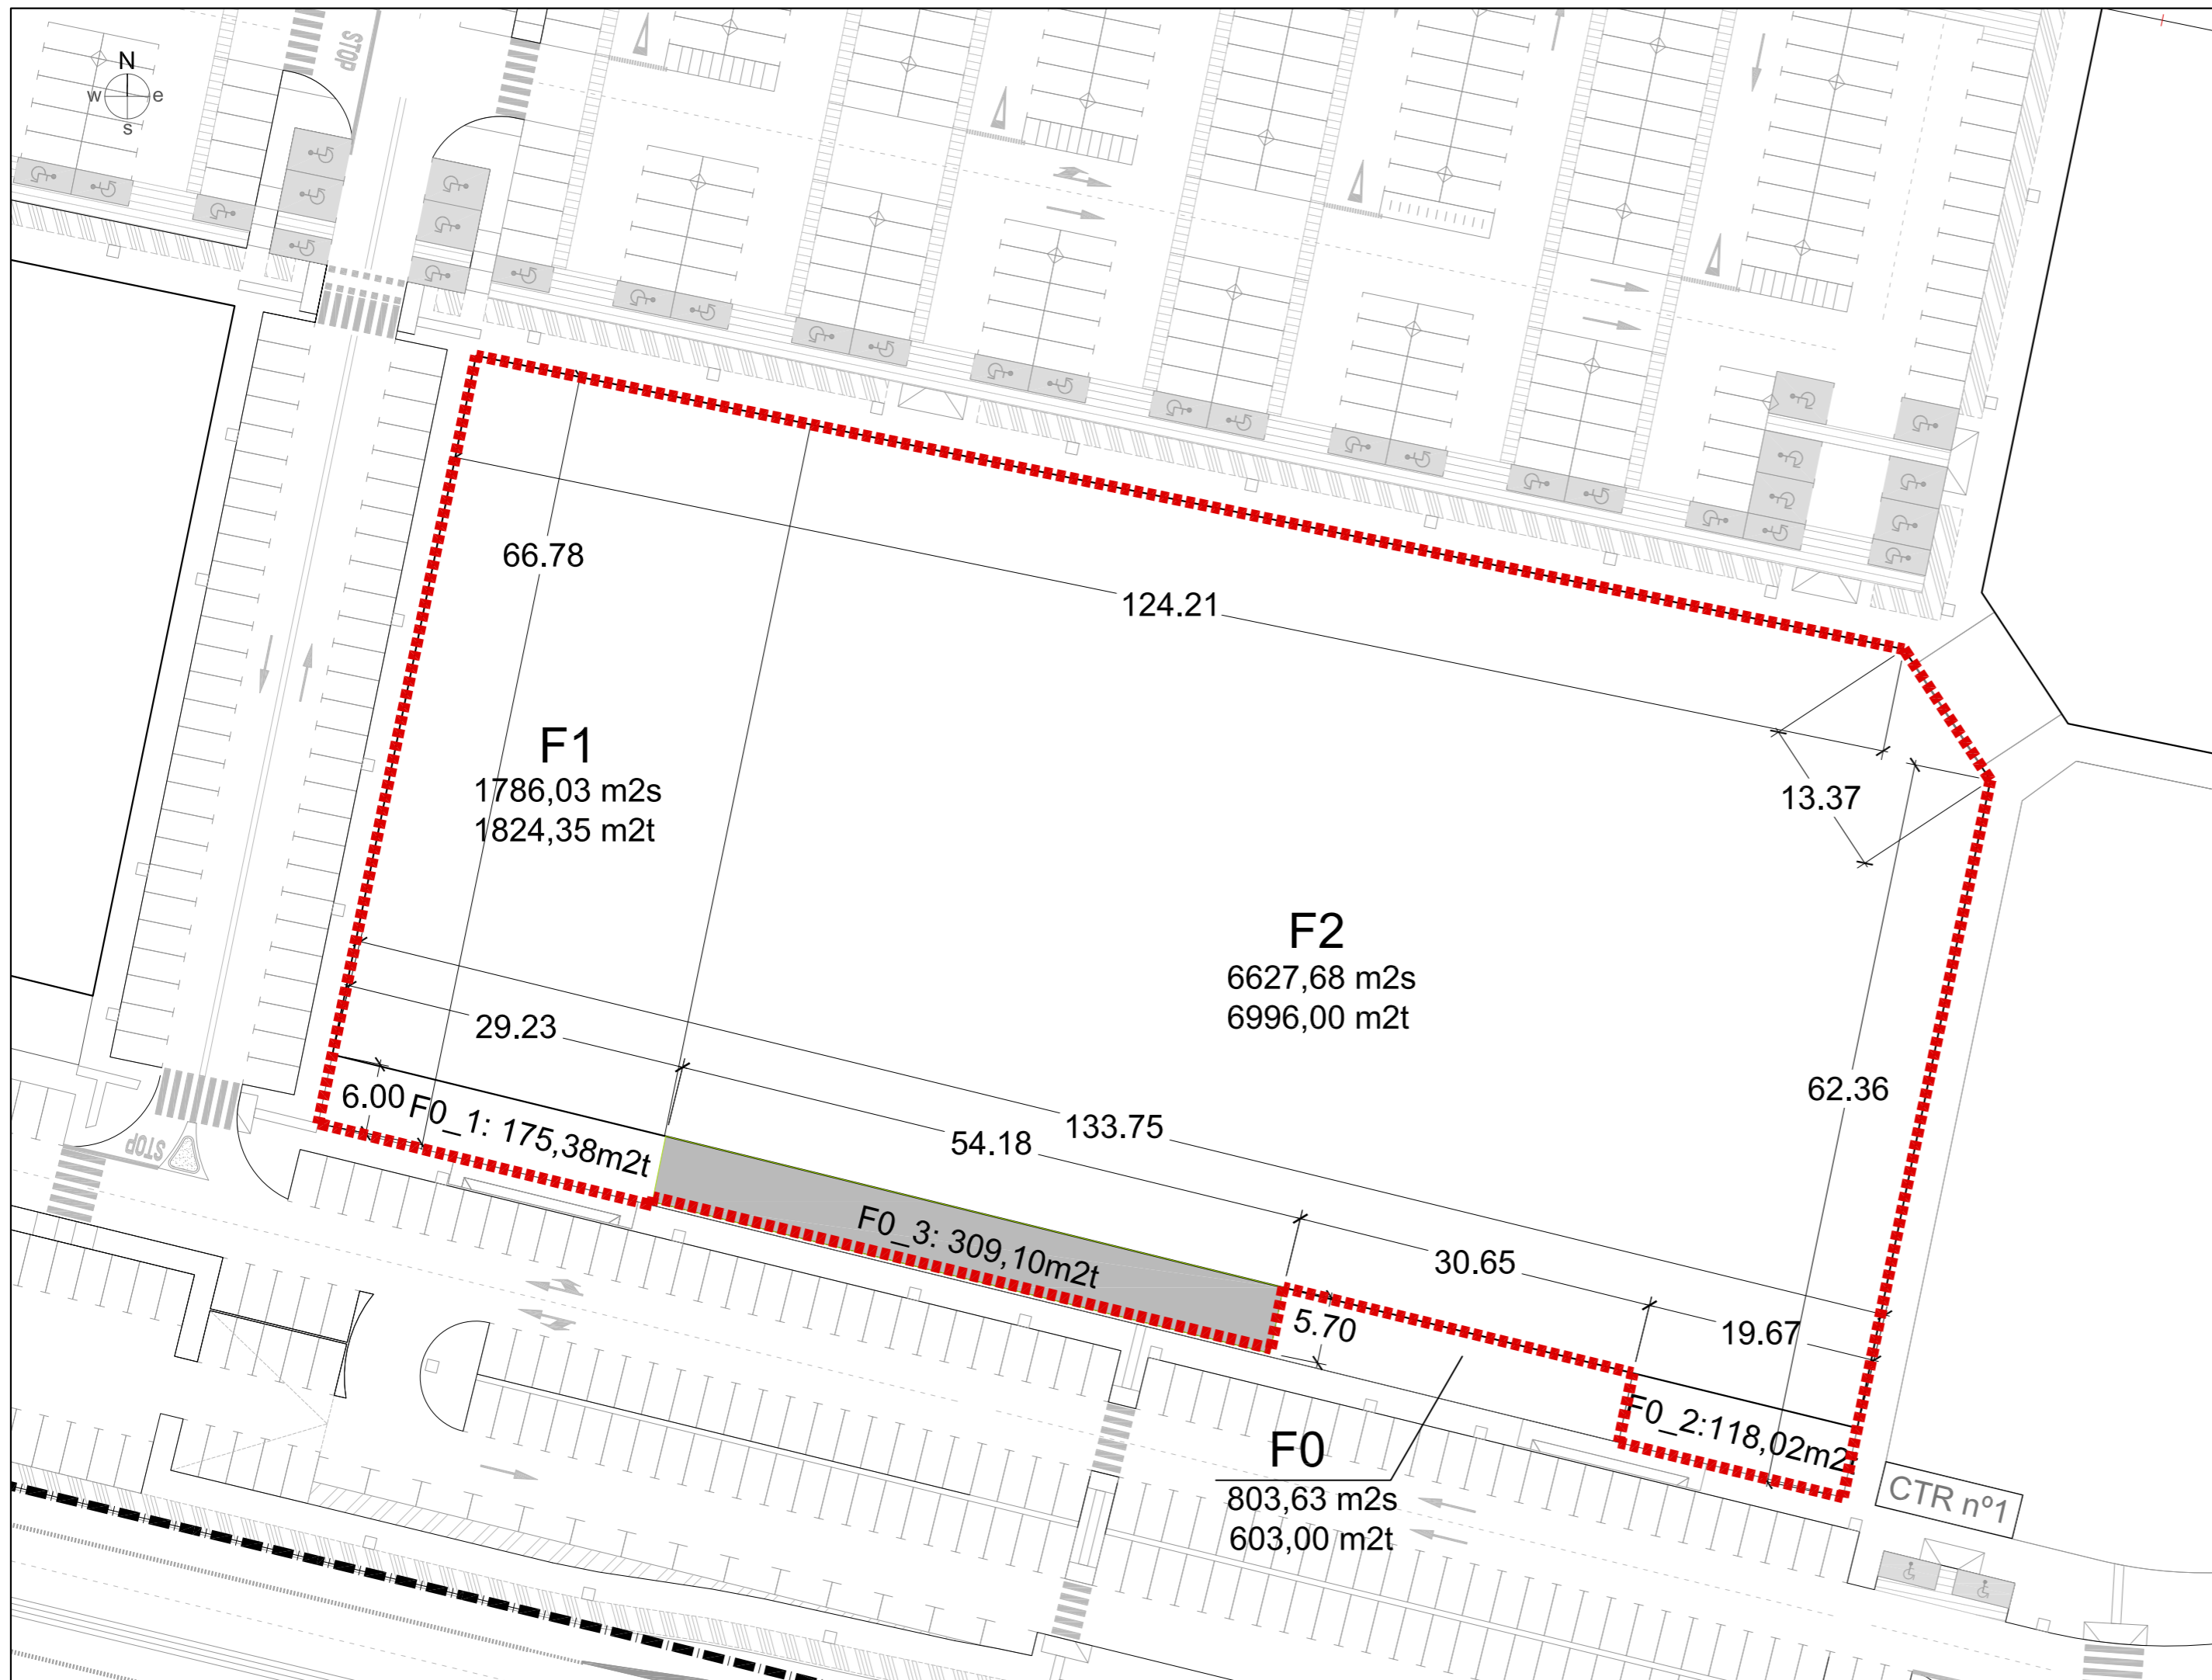 STOP
N
w e
s
66.78
124.21
F1
1786,03 m2s
1824,35 m2t
13.37
F2
6627,68 m2s
6996,00 m2t
29.23
62.36
6.00
F0_1: 175,38m2t
133.75
54.18
STOP
F0_3: 309,10m2t
30.65
5.70
19.67
F0_2:118,02m2t
F0
803,63 m2s
603,00 m2t
CTR nº1